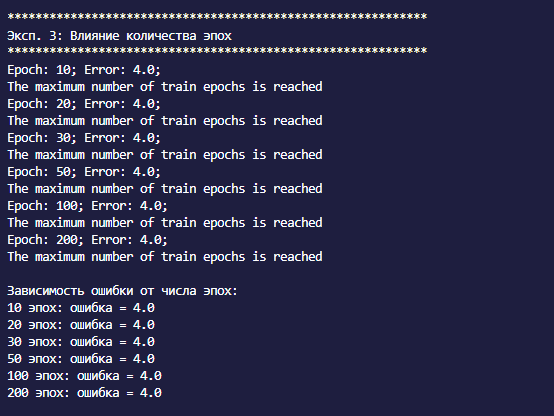 ************************************************************
Эксп. 3: Влияние количества эпох
************************************************************
Epoch: 10; Error: 4.0;
The maximum number of train epochs is reached
Epoch: 20; Error: 4.0;
The maximum number of train epochs is reached
Epoch: 30; Error: 4.0;
The maximum number of train epochs is reached
Epoch: 50; Error: 4.0;
The maximum number of train epochs is reached
Epoch: 100; Error: 4.0;
The maximum number of train epochs is reached
Epoch: 200; Error: 4.0;
The maximum number of train epochs is reached
Зависимость ошибки от числа эпох:
10 эпох: ошибка = 4.0
20 эпох: ошибка = 4.0
30 эпох: ошибка = 4.0
50 эпох: ошибка = 4.0
100 эпох: ошибка = 4.0
200 эпох: ошибка = 4.0